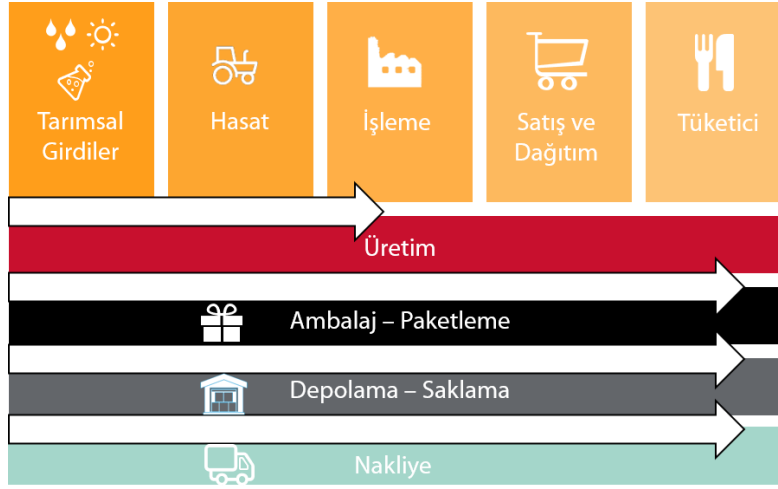 Tarımsal
Girdiler
Hasat
İşleme
Satış ve
Dağıtım
Tüketici
Üretim
Ambalaj – Paketleme
Depolama – Saklama
Nakliye